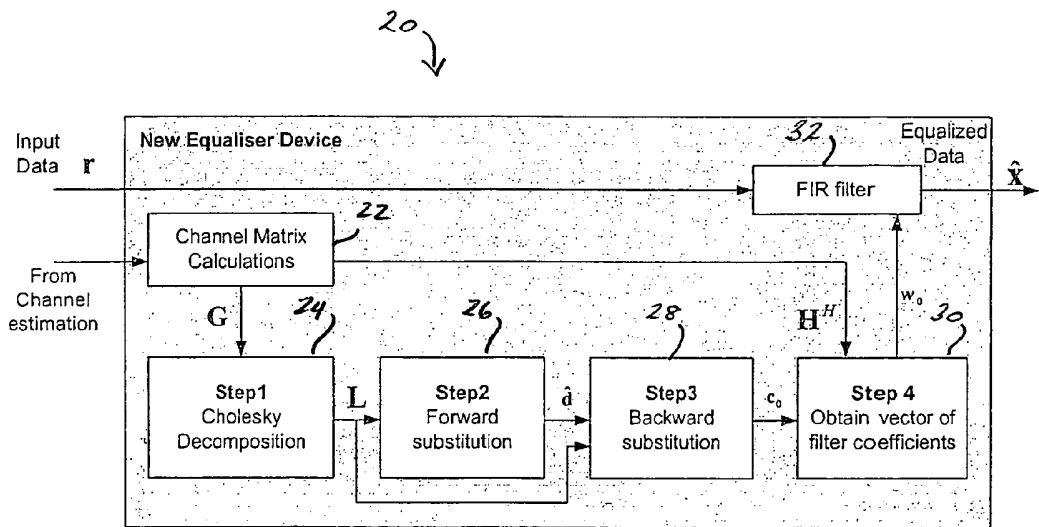 20
New Equaliser Device
Input
Data r
32
Equalized
Data
FIR filter
x̂
22
Channel Matrix
Calculations
From
Channel
estimation
G
24
26
28
H^H
w₀
30
Step1
Cholesky
Decomposition
L
Step2
Forward
substitution
d̂
Step3
Backward
substitution
c₀
Step 4
Obtain vector of
filter coefficients